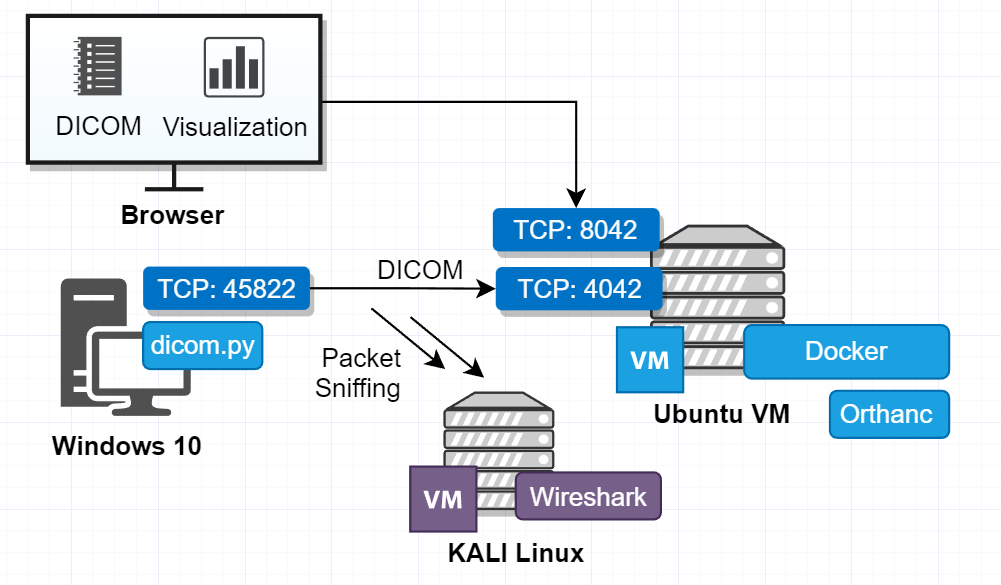 DICOM
Visualization
Browser
TCP: 8042
DICOM
TCP: 45822
TCP: 4042
dicom.py
Packet
Sniffing
VM
Docker
Ubuntu VM
Orthanc
Windows 10
VM
Wireshark
KALI Linux